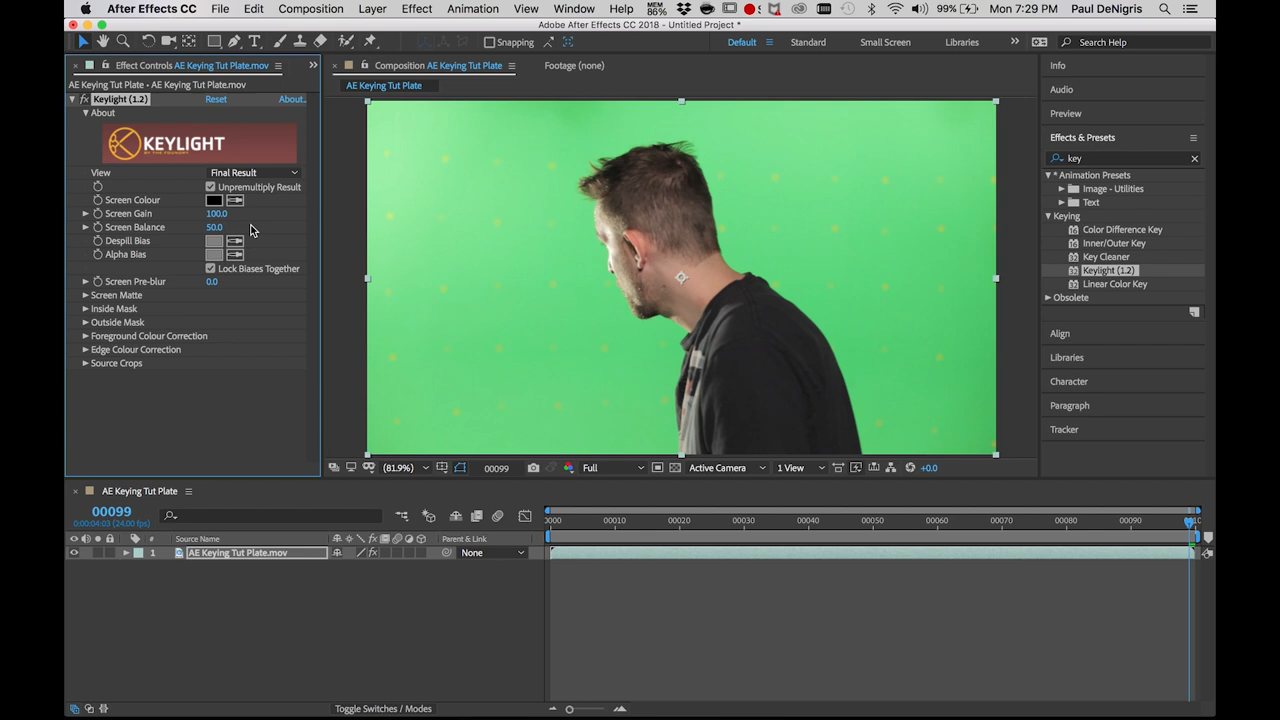 After Effects CC File Edit Composition Layer Effect Animation View Window Help MEM 86% 99% Mon 7:29 PM Paul DeNigris
Adobe After Effects CC 2018 - Untitled Project *
Snapping Default Standard Small Screen Libraries Search Help
Effect Controls AE Keying Tut Plate.mov Composition AE Keying Tut Plate Footage (none) Info
AE Keying Tut Plate • AE Keying Tut Plate.mov AE Keying Tut Plate
fx Keylight (1.2) Reset About..
About
KEYLIGHT
BY THE FOUNDRY
View Final Result
Unpremultiply Result
Screen Colour
Screen Gain 100.0
Screen Balance 50.0
Despill Bias
Alpha Bias
Lock Biases Together
Screen Pre-blur 0.0
Screen Matte
Inside Mask
Outside Mask
Foreground Colour Correction
Edge Colour Correction
Source Crops
Audio
Preview
Effects & Presets
key
* Animation Presets
Image - Utilities
Text
Keying
Color Difference Key
Inner/Outer Key
Key Cleaner
Keylight (1.2)
Linear Color Key
Obsolete
Align
Libraries
Character
Paragraph
Tracker
(81.9%) 00099 Full Active Camera 1 View +0.0
AE Keying Tut Plate
00099
0:00:04:03 (24.00 fps)
0000 00010 00020 00030 00040 00050 00060 00070 00080 00090
# Source Name fx Parent & Link
1 AE Keying Tut Plate.mov fx None
Toggle Switches / Modes